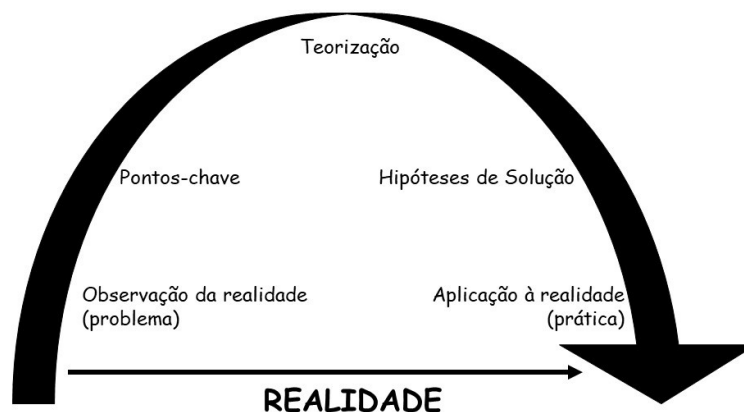 Teorização
Pontos-chave
Hipóteses de Solução
Observação da realidade
(problema)
Aplicação à realidade
(prática)
REALIDADE